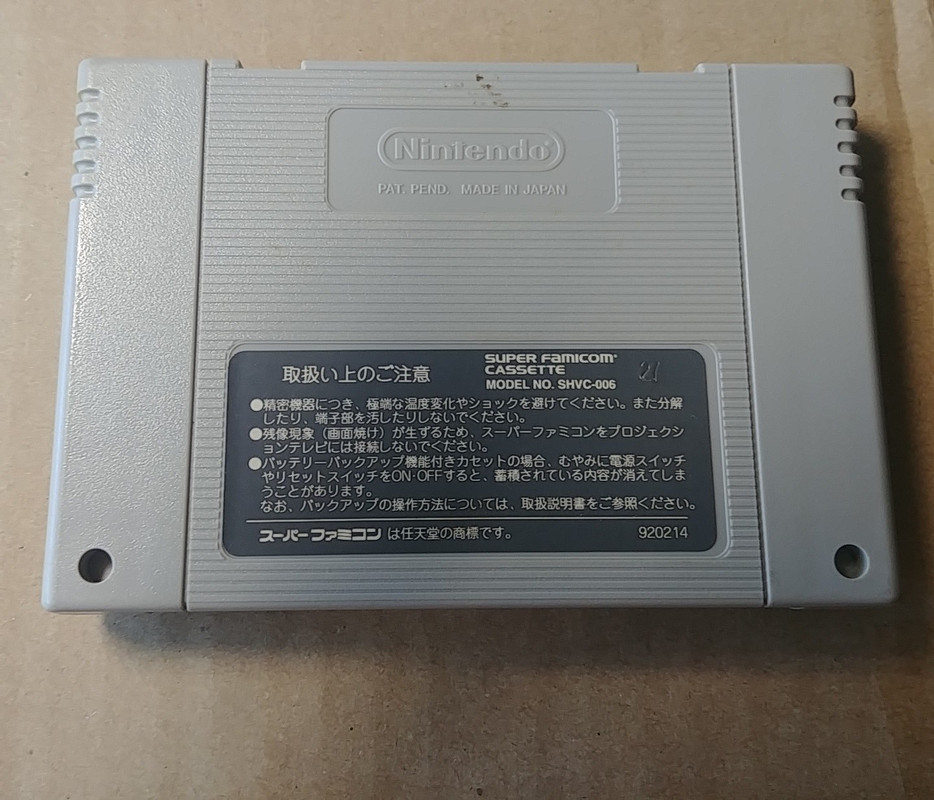 Nintendo
PAT. PEND. MADE IN JAPAN
取扱い上のご注意
SUPER FAMICOM
CASSETTE
MODEL NO. SHVC-006
21
●精密機器につき、極端な温度変化やショックを避けてください。また分解
したり、端子部を汚したりしないでください。
●残像現象（画面焼け）が生ずるため、スーパーファミコンをプロジェクシ
ョンテレビには接続しないでください。
●バッテリーバックアップ機能付きカセットの場合、むやみに電源スイッチ
やリセットスイッチをON・OFFすると、蓄積されている内容が消えてしま
うことがあります。
なお、バックアップの操作方法については、取扱説明書をご参照ください。
スーパーファミコン は任天堂の商標です。
920214